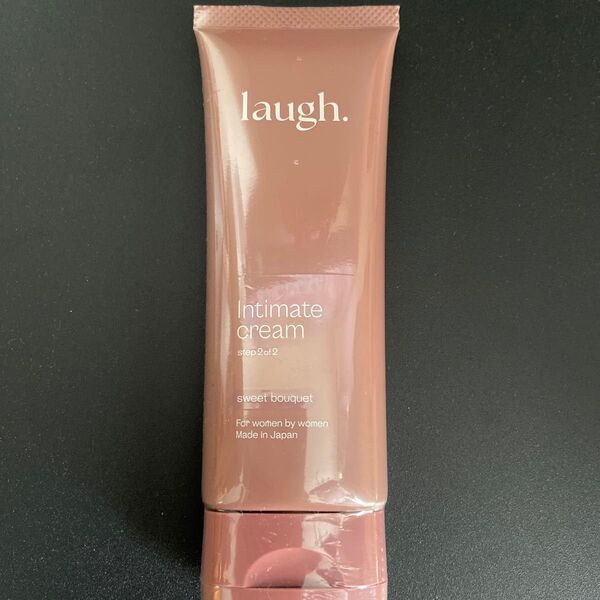 laugh.
Intimate
cream
step 2 of 2
sweet bouquet
For women by women
Made in Japan